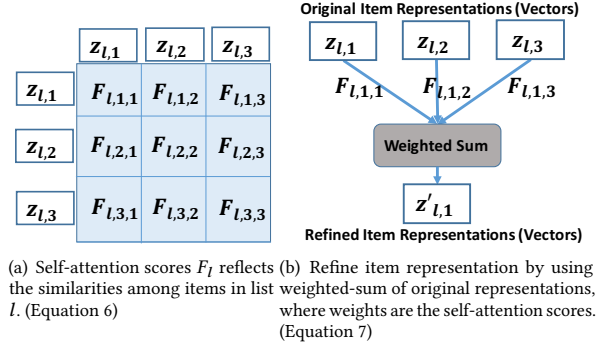 z_{l,1} z_{l,2} z_{l,3}
z_{l,1} F_{l,1,1} F_{l,1,2} F_{l,1,3}
z_{l,2} F_{l,2,1} F_{l,2,2} F_{l,2,3}
z_{l,3} F_{l,3,1} F_{l,3,2} F_{l,3,3}
(a) Self-attention scores F_l reflects
the similarities among items in list
l. (Equation 6)
Original Item Representations (Vectors)
z_{l,1} z_{l,2} z_{l,3}
F_{l,1,1} F_{l,1,2} F_{l,1,3}
Weighted Sum
z'_{l,1}
Refined Item Representations (Vectors)
(b) Refine item representation by using
weighted-sum of original representations,
where weights are the self-attention scores.
(Equation 7)